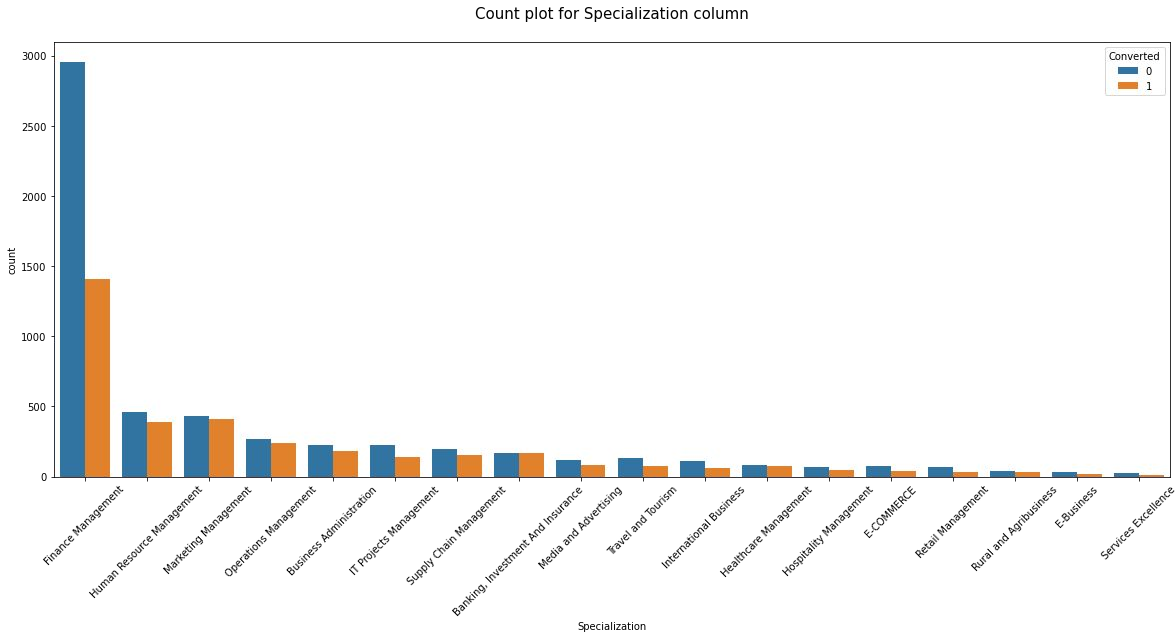 Count plot for Specialization column
Converted
0
1
3000
2500
2000
1500
1000
500
0
count
Finance Management
Human Resource Management
Marketing Management
Operations Management
Business Administration
IT Projects Management
Supply Chain Management
Banking, Investment And Insurance
Media and Advertising
Travel and Tourism
International Business
Healthcare Management
Hospitality Management
E-COMMERCE
Retail Management
Rural and Agribusiness
E-Business
Services Excellence
Specialization